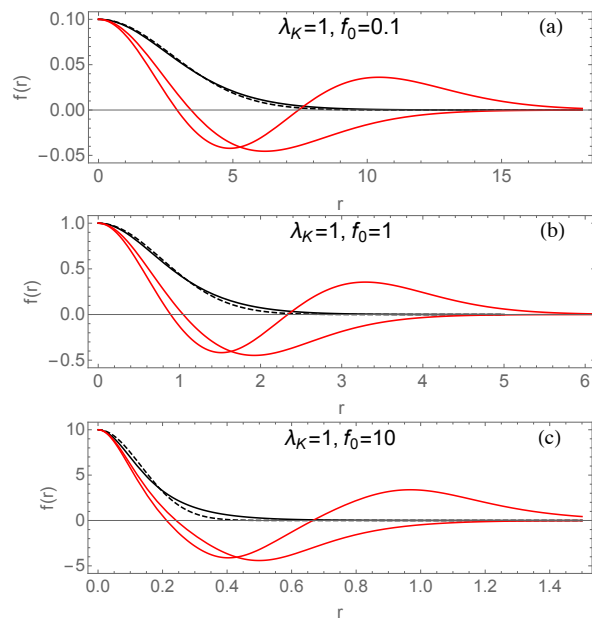 λK=1, f0=0.1
(a)
f(r)
0.10
0.05
0.00
−0.05
0
5
10
15
r
λK=1, f0=1
(b)
f(r)
1.0
0.5
0.0
−0.5
0
1
2
3
4
5
6
r
λK=1, f0=10
(c)
f(r)
10
5
0
−5
0.0
0.2
0.4
0.6
0.8
1.0
1.2
1.4
r